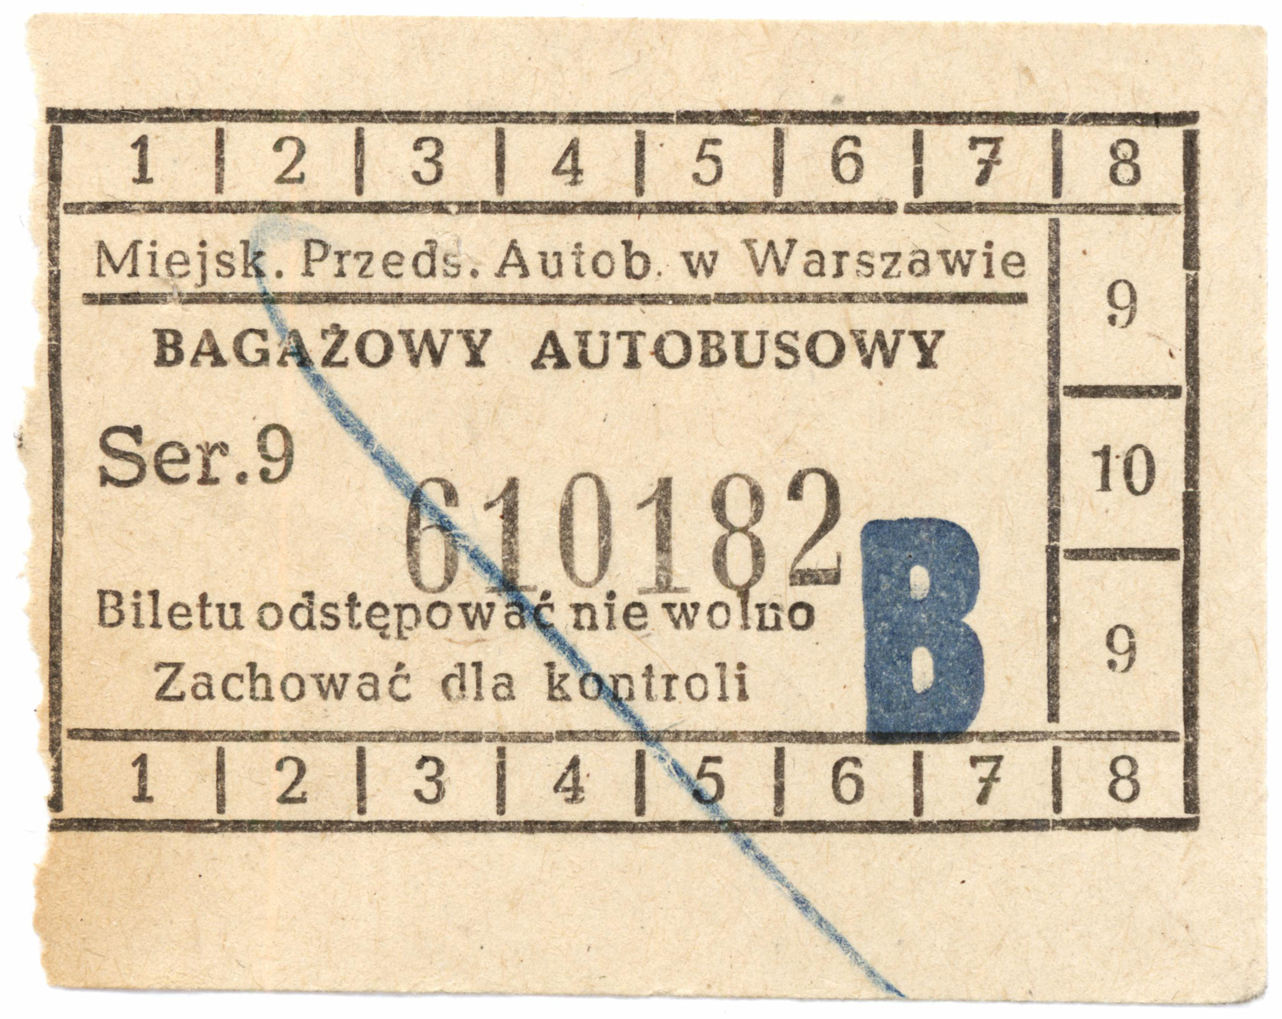 1 | 2 | 3 | 4 | 5 | 6 | 7 | 8
Miejsk. Przeds. Autob. w Warszawie
9
BAGAŻOWY AUTOBUSOWY
Ser.9
10
610182
B
Biletu odstępować nie wolno
9
Zachować dla kontroli
1 | 2 | 3 | 4 | 5 | 6 | 7 | 8